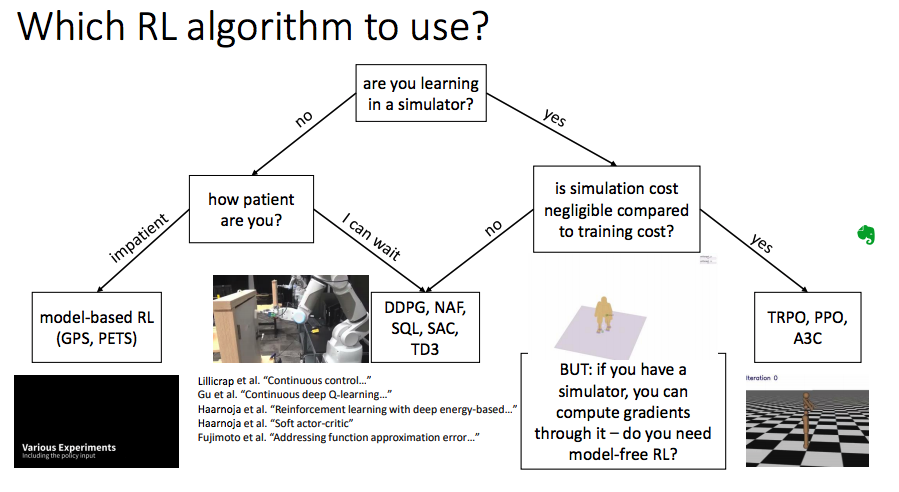 Which RL algorithm to use?
are you learning
in a simulator?
no
yes
how patient
are you?
is simulation cost
negligible compared
to training cost?
impatient
I can wait
no
yes
model-based RL
(GPS, PETS)
DDPG, NAF,
SQL, SAC,
TD3
TRPO, PPO,
A3C
BUT: if you have a
simulator, you can
compute gradients
through it – do you need
model-free RL?
Lillicrap et al. “Continuous control…”
Gu et al. “Continuous deep Q-learning…”
Haarnoja et al. “Reinforcement learning with deep energy-based…”
Haarnoja et al. “Soft actor-critic”
Fujimoto et al. “Addressing function approximation error…”
Various Experiments
Including the policy input
Iteration 0